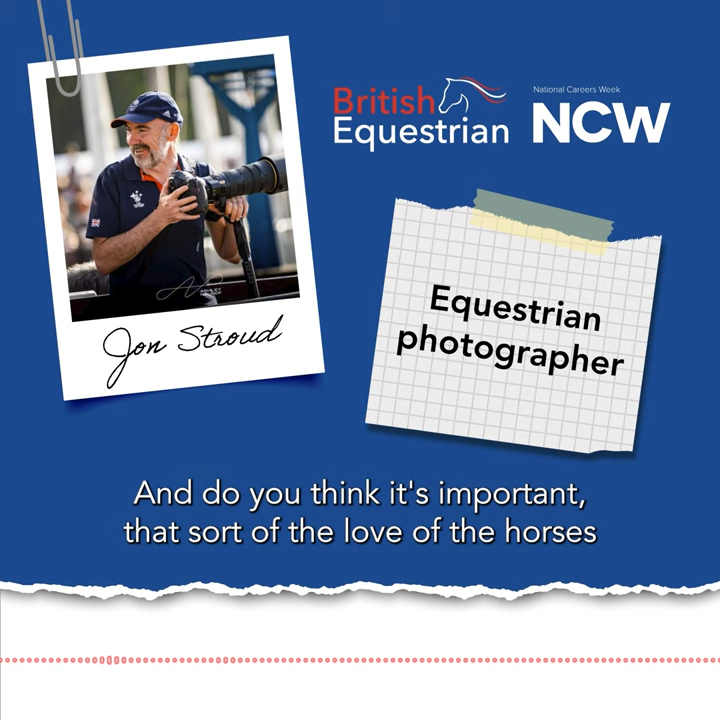 British
Equestrian
National Careers Week
NCW
Jon Stroud
Equestrian
photographer
And do you think it's important,
that sort of the love of the horses